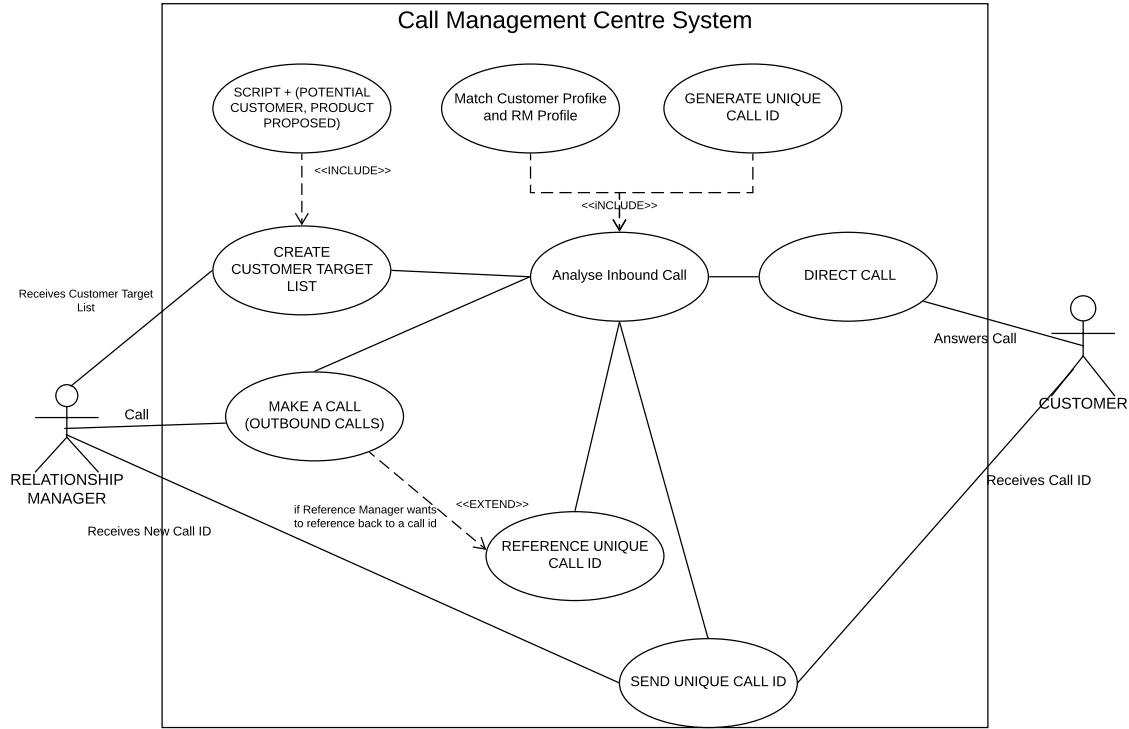 Call Management Centre System
SCRIPT + (POTENTIAL
CUSTOMER, PRODUCT
PROPOSED)
Match Customer Profike
and RM Profile
GENERATE UNIQUE
CALL ID
<<INCLUDE>>
<<iNCLUDE>>
CREATE
CUSTOMER TARGET
LIST
Analyse Inbound Call
DIRECT CALL
Receives Customer Target
List
Answers Call
CUSTOMER
Call
MAKE A CALL
(OUTBOUND CALLS)
RELATIONSHIP
MANAGER
Receives Call ID
<<EXTEND>>
if Reference Manager wants
to reference back to a call id
Receives New Call ID
REFERENCE UNIQUE
CALL ID
SEND UNIQUE CALL ID